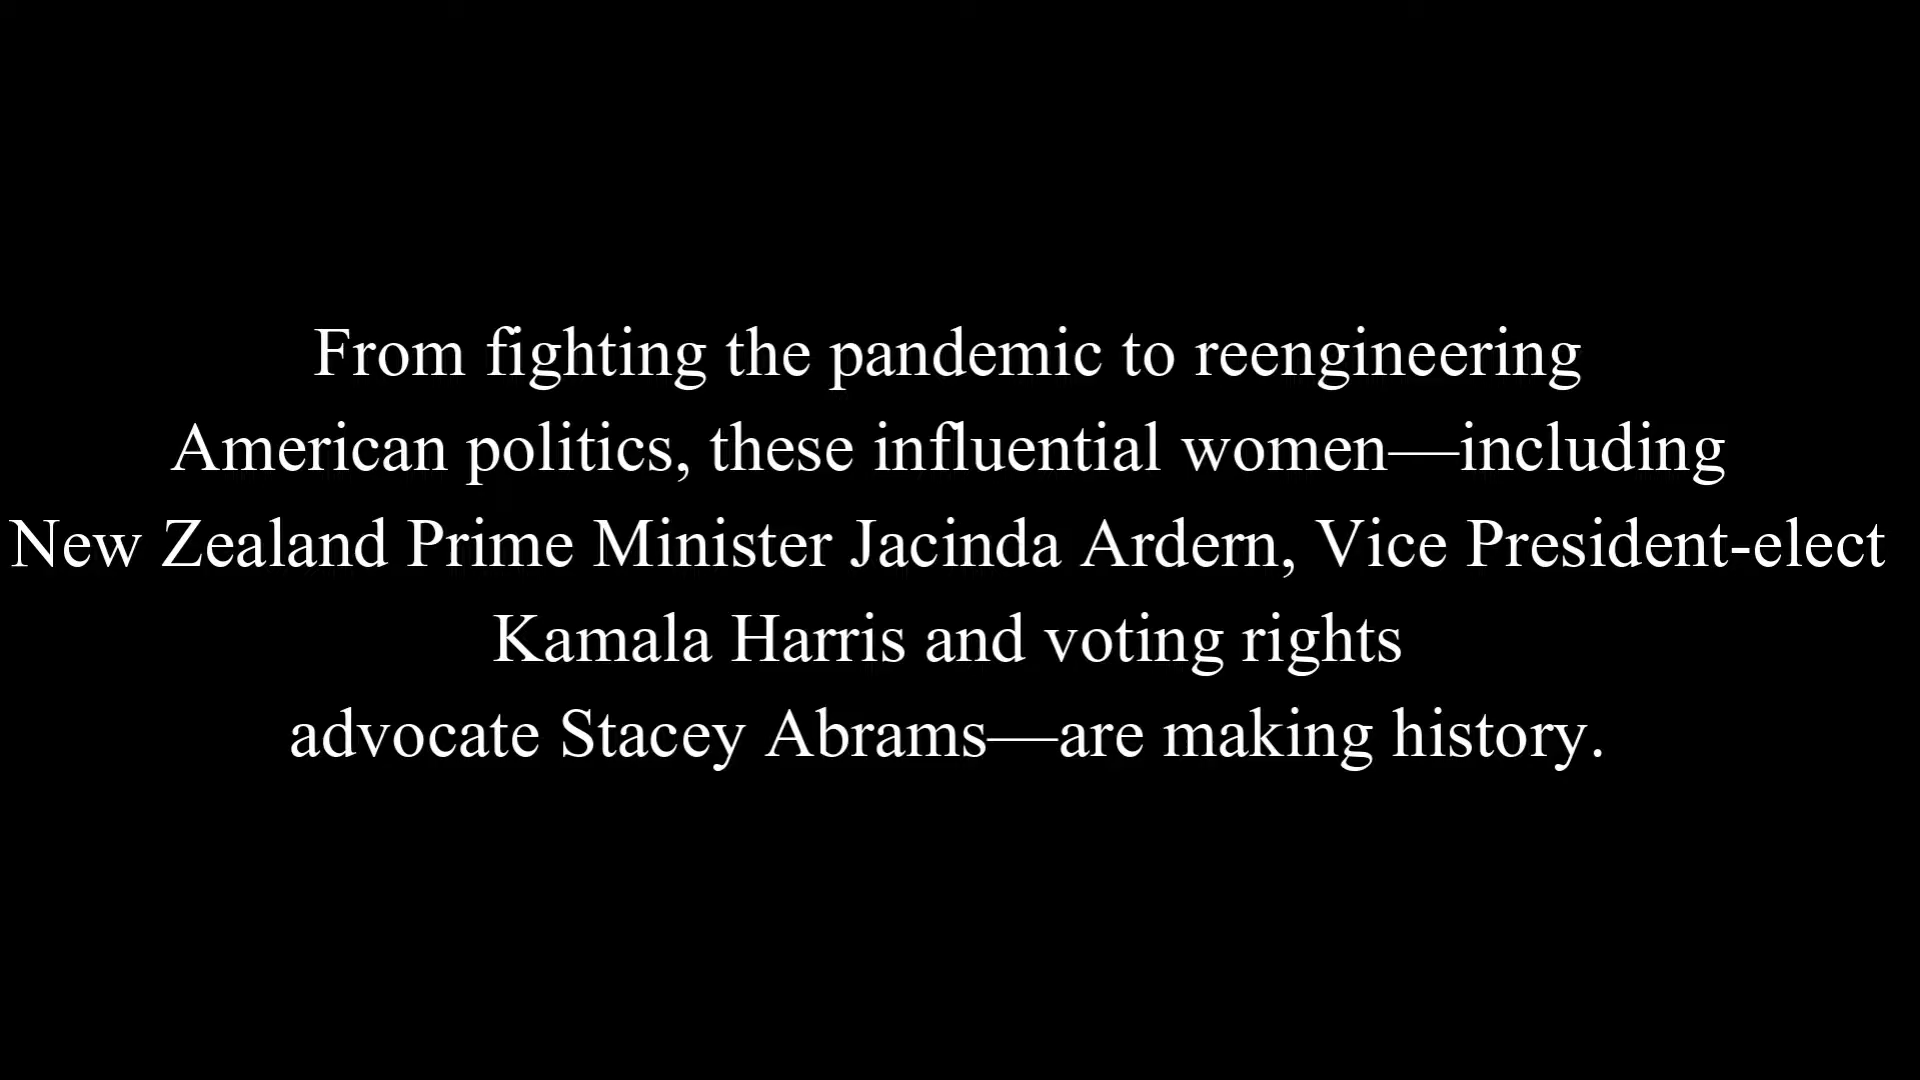 From fighting the pandemic to reengineering
American politics, these influential women—including
New Zealand Prime Minister Jacinda Ardern, Vice President-elect
Kamala Harris and voting rights
advocate Stacey Abrams—are making history.